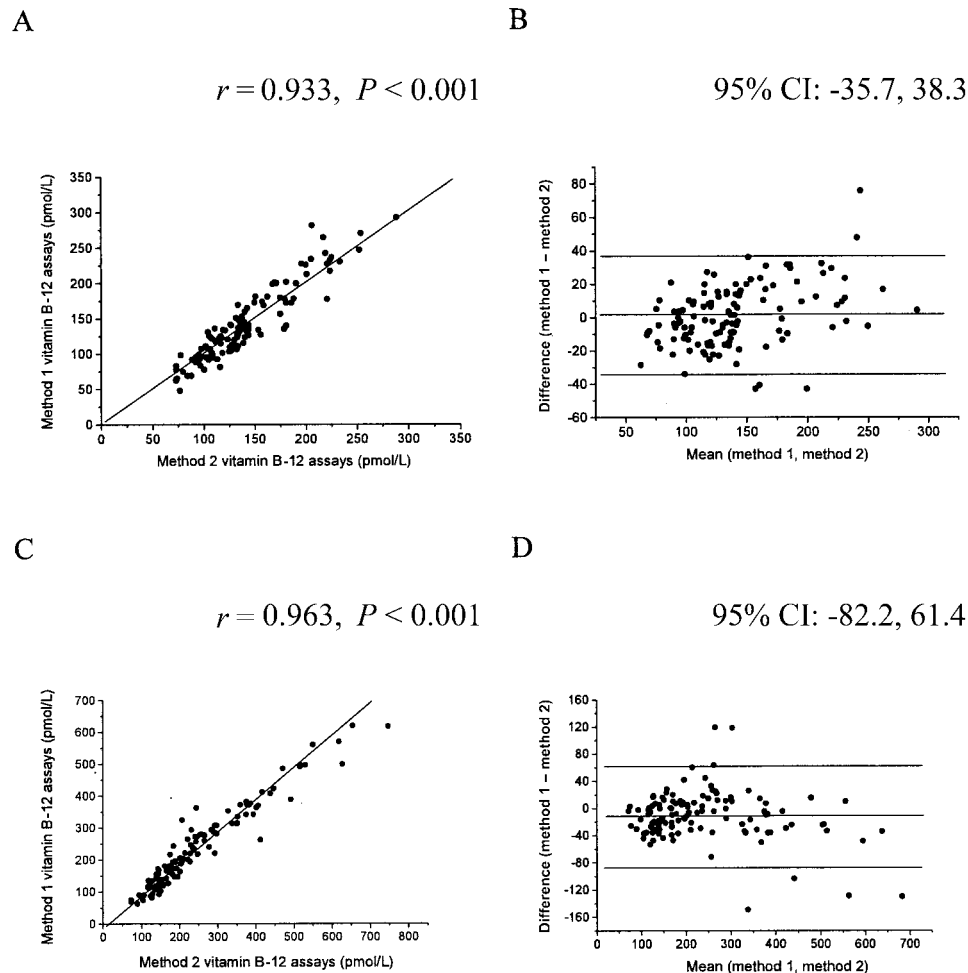 A
r = 0.933, P < 0.001
Method 1 vitamin B-12 assays (pmol/L)
350
300
250
200
150
100
50
0
0 50 100 150 200 250 300 350
Method 2 vitamin B-12 assays (pmol/L)
B
95% CI: -35.7, 38.3
Difference (method 1 – method 2)
80
60
40
20
0
-20
-40
-60
50 100 150 200 250 300
Mean (method 1, method 2)
C
r = 0.963, P < 0.001
Method 1 vitamin B-12 assays (pmol/L)
700
600
500
400
300
200
100
0
0 100 200 300 400 500 600 700 800
Method 2 vitamin B-12 assays (pmol/L)
D
95% CI: -82.2, 61.4
Difference (method 1 – method 2)
160
120
80
40
0
-40
-80
-120
-160
0 100 200 300 400 500 600 700
Mean (method 1, method 2)